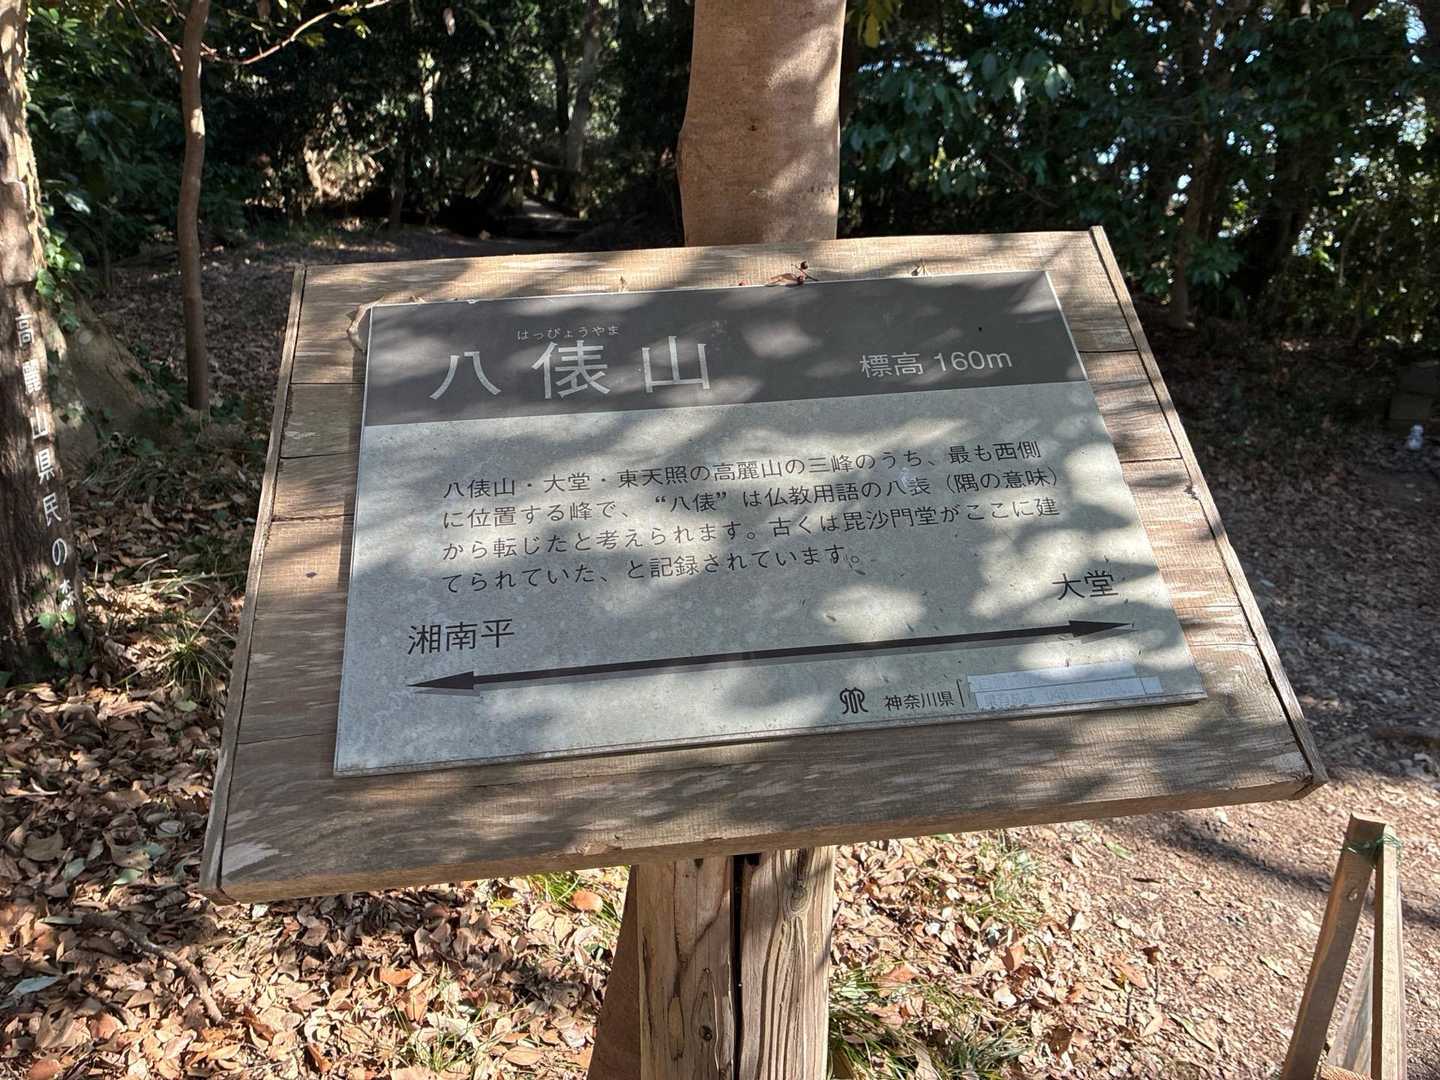 はっぴょうやま
八俵山 標高 160m
八俵山・大堂・東天照の高麗山の三峰のうち、最も西側
に位置する峰で、“八俵”は仏教用語の八表（隅の意味）
から転じたと考えられます。古くは毘沙門堂がここに建
てられていた、と記録されています。
大堂
湘南平
神奈川県
高麗山県民の森